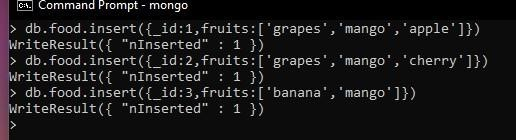 Command Prompt - mongo
> db.food.insert({_id:1,fruits:['grapes','mango','apple']})
WriteResult({ "nInserted" : 1 })
> db.food.insert({_id:2,fruits:['grapes','mango','cherry']})
WriteResult({ "nInserted" : 1 })
> db.food.insert({_id:3,fruits:['banana','mango']})
WriteResult({ "nInserted" : 1 })
>